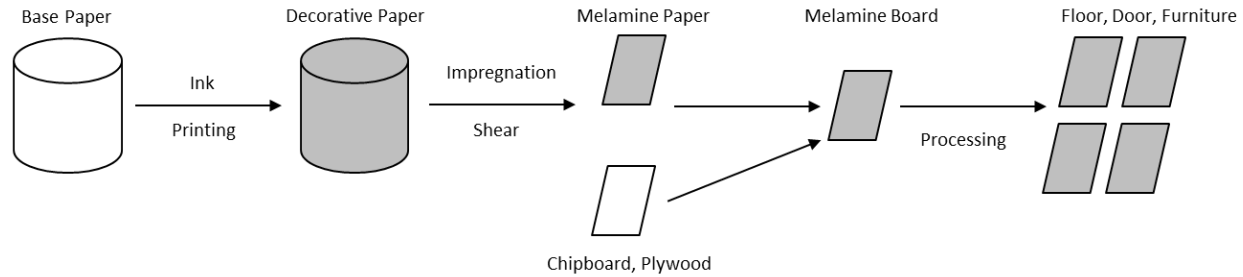 Base Paper
Decorative Paper
Melamine Paper
Melamine Board
Floor, Door, Furniture
Ink
Printing
Impregnation
Shear
Processing
Chipboard, Plywood